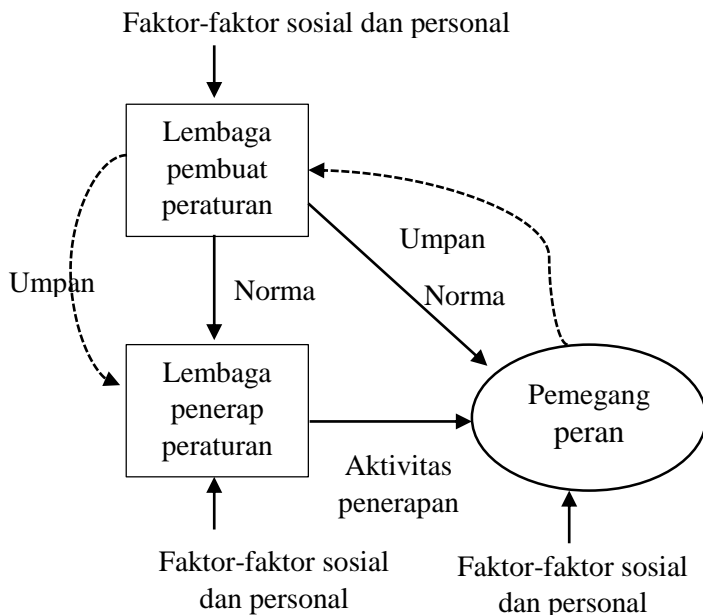 Faktor-faktor sosial dan personal
Lembaga
pembuat
peraturan
Umpan
Umpan
Norma
Norma
Lembaga
penerap
peraturan
Pemegang
peran
Aktivitas
penerapan
Faktor-faktor sosial
dan personal
Faktor-faktor sosial
dan personal